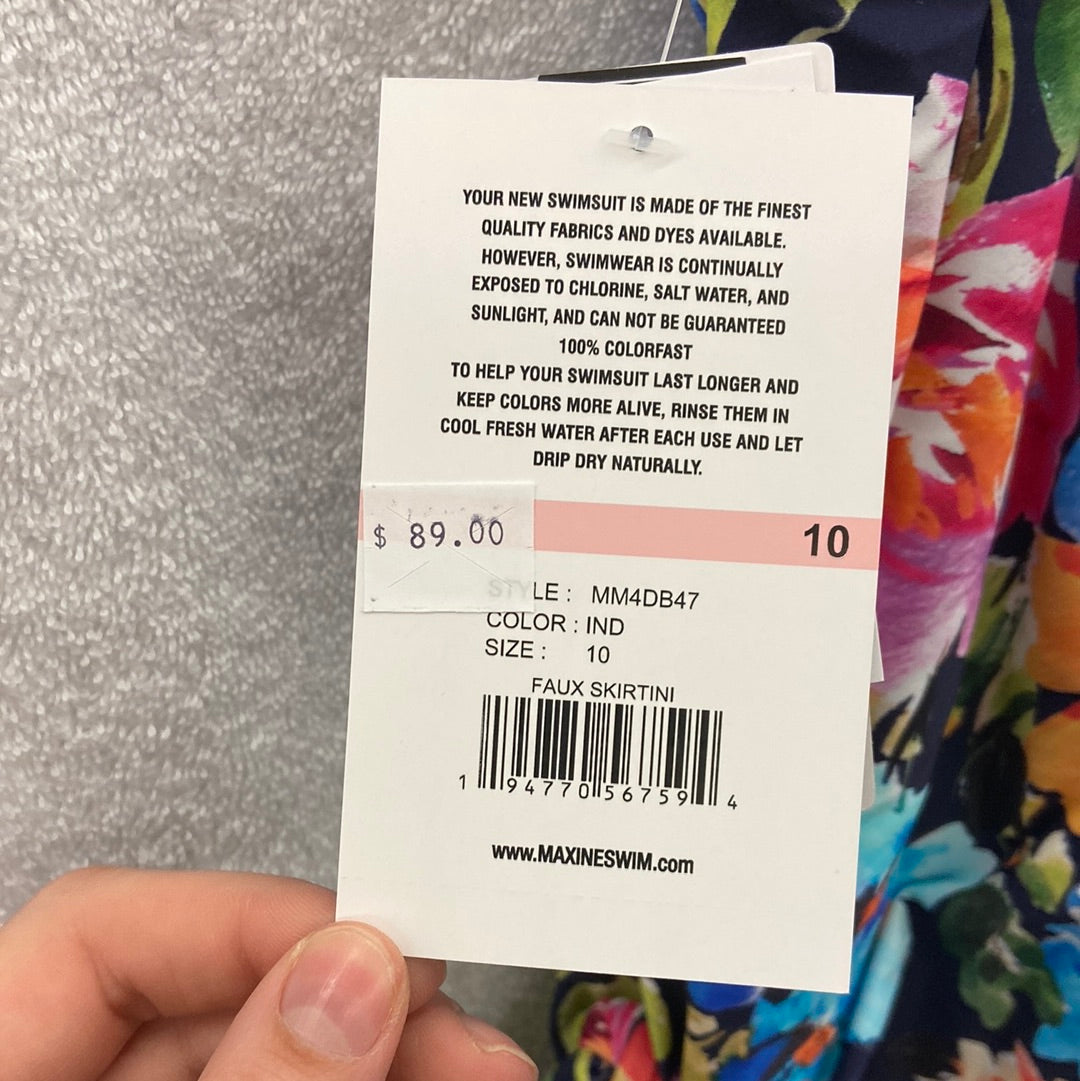 YOUR NEW SWIMSUIT IS MADE OF THE FINEST
QUALITY FABRICS AND DYES AVAILABLE.
HOWEVER, SWIMWEAR IS CONTINUALLY
EXPOSED TO CHLORINE, SALT WATER, AND
SUNLIGHT, AND CAN NOT BE GUARANTEED
100% COLORFAST
TO HELP YOUR SWIMSUIT LAST LONGER AND
KEEP COLORS MORE ALIVE, RINSE THEM IN
COOL FRESH WATER AFTER EACH USE AND LET
DRIP DRY NATURALLY.
$ 89.00 10
STYLE : MM4DB47
COLOR : IND
SIZE : 10
FAUX SKIRTINI
1 94770 56759 4
www.MAXINESWIM.com